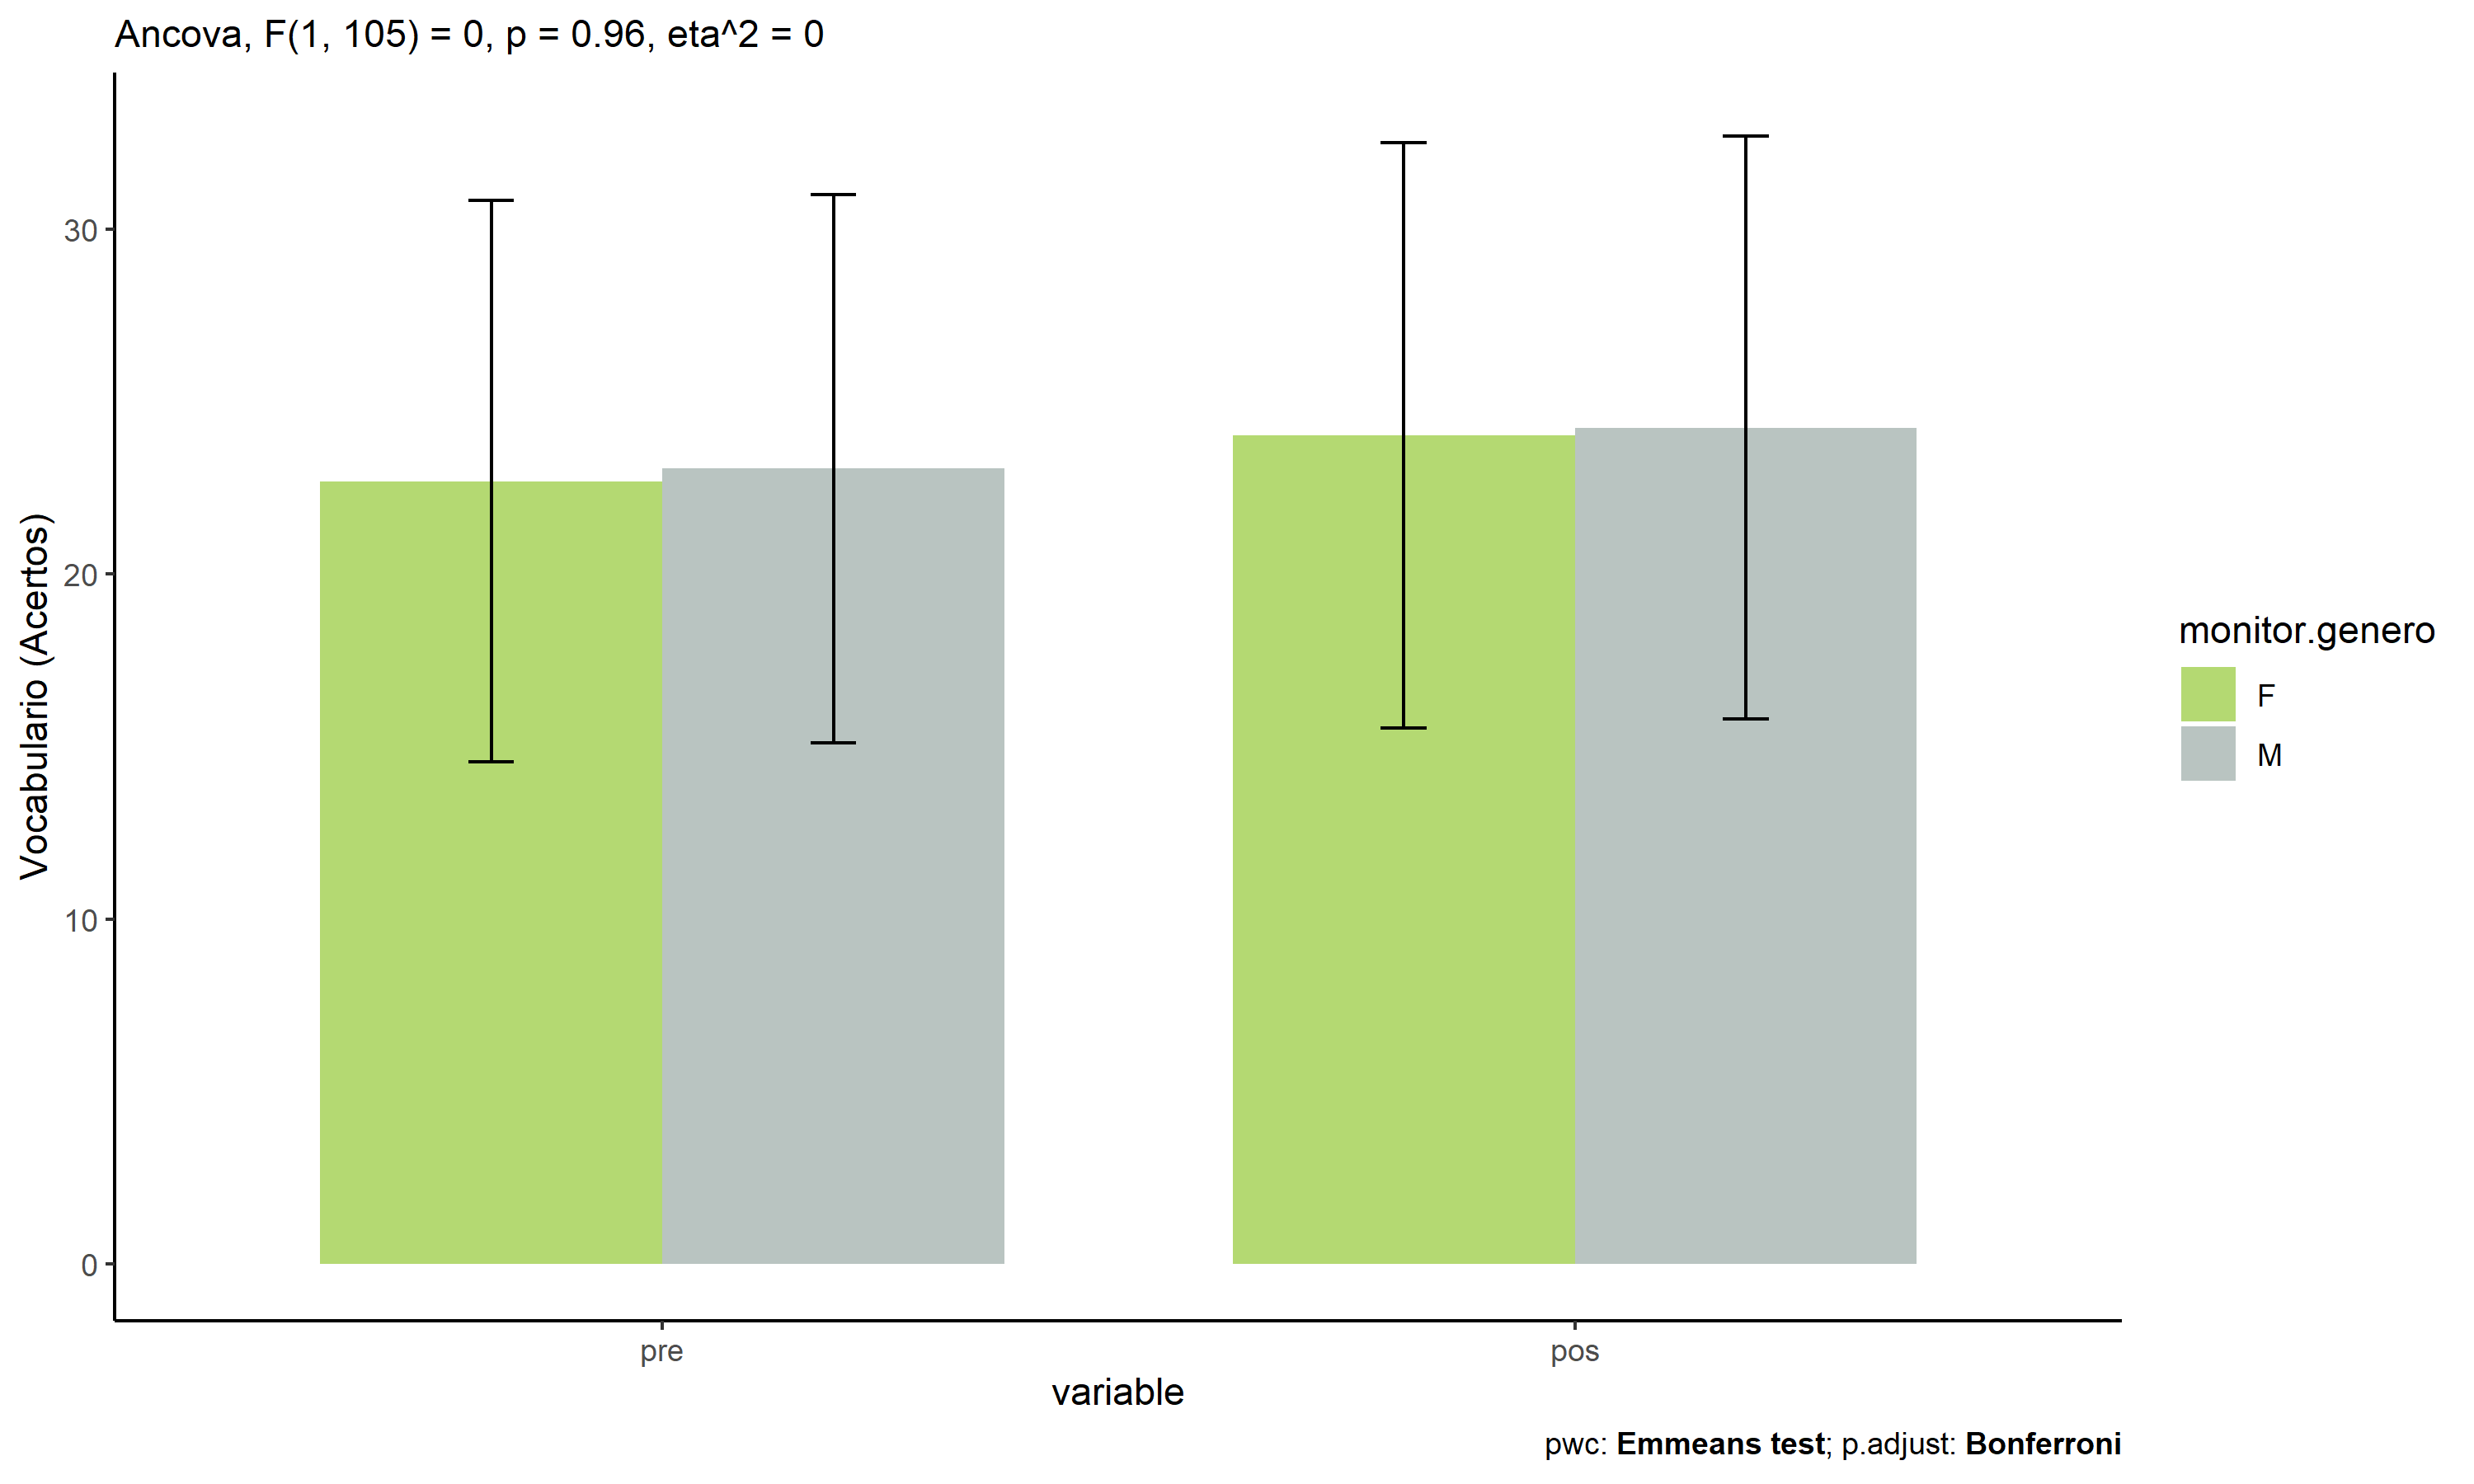 Ancova, F(1, 105) = 0, p = 0.96, eta^2 = 0
Vocabulario (Acertos)
30
20
10
0
pre
pos
variable
monitor.genero
F
M
pwc: Emmeans test; p.adjust: Bonferroni